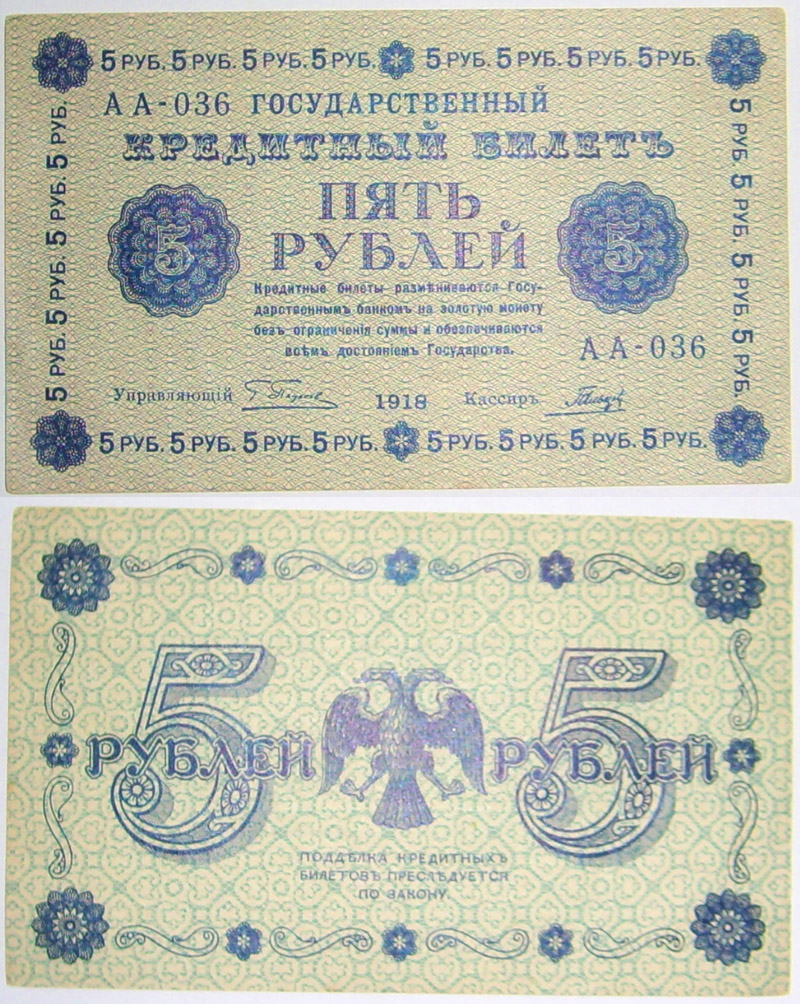 5 РУБ. 5 РУБ. 5 РУБ. 5 РУБ. 5 РУБ. 5 РУБ. 5 РУБ. 5 РУБ.
АА-036 ГОСУДАРСТВЕННЫЙ
КРЕДИТНЫЙ БИЛЕТЪ
5 РУБ. 5 РУБ. 5 РУБ. 5 РУБ.
5 РУБ. 5 РУБ. 5 РУБ. 5 РУБ.
ПЯТЬ
РУБЛЕЙ
5
5
Кредитные билеты размѣниваются Госу-
дарственнымъ банкомъ на золотую монету
безъ ограниченія суммы и обезпечиваются
всѣмъ достояніемъ Государства.
АА-036
Управляющій
1918
Кассиръ
5 РУБ. 5 РУБ. 5 РУБ. 5 РУБ. 5 РУБ. 5 РУБ. 5 РУБ. 5 РУБ.
5 5
РУБЛЕЙ РУБЛЕЙ
ПОДДѢЛКА КРЕДИТНЫХЪ
БИЛЕТОВЪ ПРЕСЛѢДУЕТСЯ
ПО ЗАКОНУ.